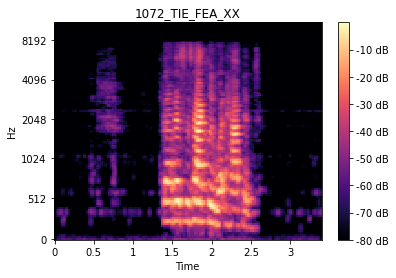 1072_TIE_FEA_XX
Hz
8192
4096
2048
1024
512
0
0 0.5 1 1.5 2 2.5 3
Time
-10 dB
-20 dB
-30 dB
-40 dB
-50 dB
-60 dB
-70 dB
-80 dB